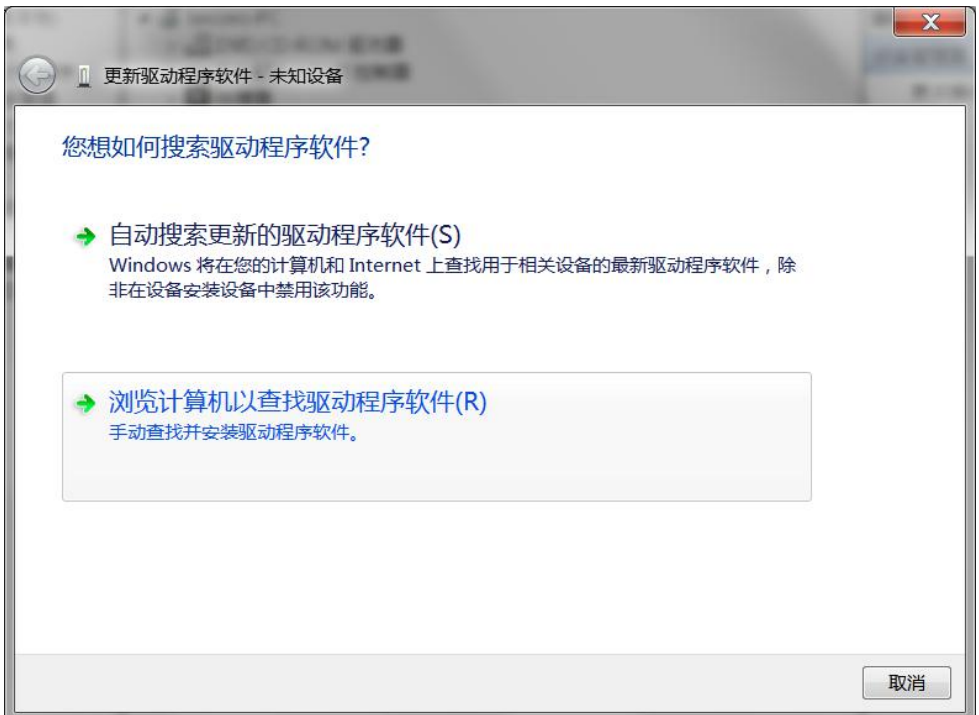 更新驱动程序软件 - 未知设备
您想如何搜索驱动程序软件?
自动搜索更新的驱动程序软件(S)
Windows 将在您的计算机和 Internet 上查找用于相关设备的最新驱动程序软件，除
非在设备安装设备中禁用该功能。
浏览计算机以查找驱动程序软件(R)
手动查找并安装驱动程序软件。
取消